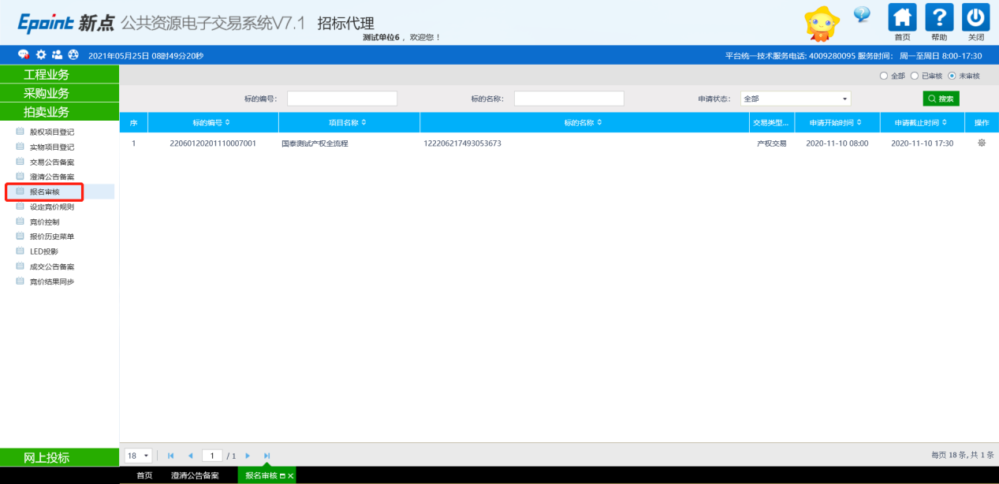 Epoint 新点 公共资源电子交易系统V7.1 招标代理
测试单位6 ，欢迎您！
首页 帮助 关闭
2021年05月25日 08时49分20秒
平台统一技术服务电话: 4009280095 服务时间： 周一至周日 8:00-17:30
工程业务
采购业务
拍卖业务
股权项目登记
实物项目登记
交易公告备案
澄清公告备案
报名审核
设定竞价规则
竞价控制
报价历史菜单
LED投影
成交公告备案
竞价结果同步
网上投标
全部 已审核 未审核
标的编号： 标的名称： 申请状态： 全部 搜索
序 标的编号 项目名称 标的名称 交易类型... 申请开始时间 申请截止时间 操作
1 22060120201110007001 国泰测试产权全流程 122206217493053673 产权交易 2020-11-10 08:00 2020-11-10 17:30
18 1 / 1 每页 18 条, 共 1 条
首页 澄清公告备案 报名审核